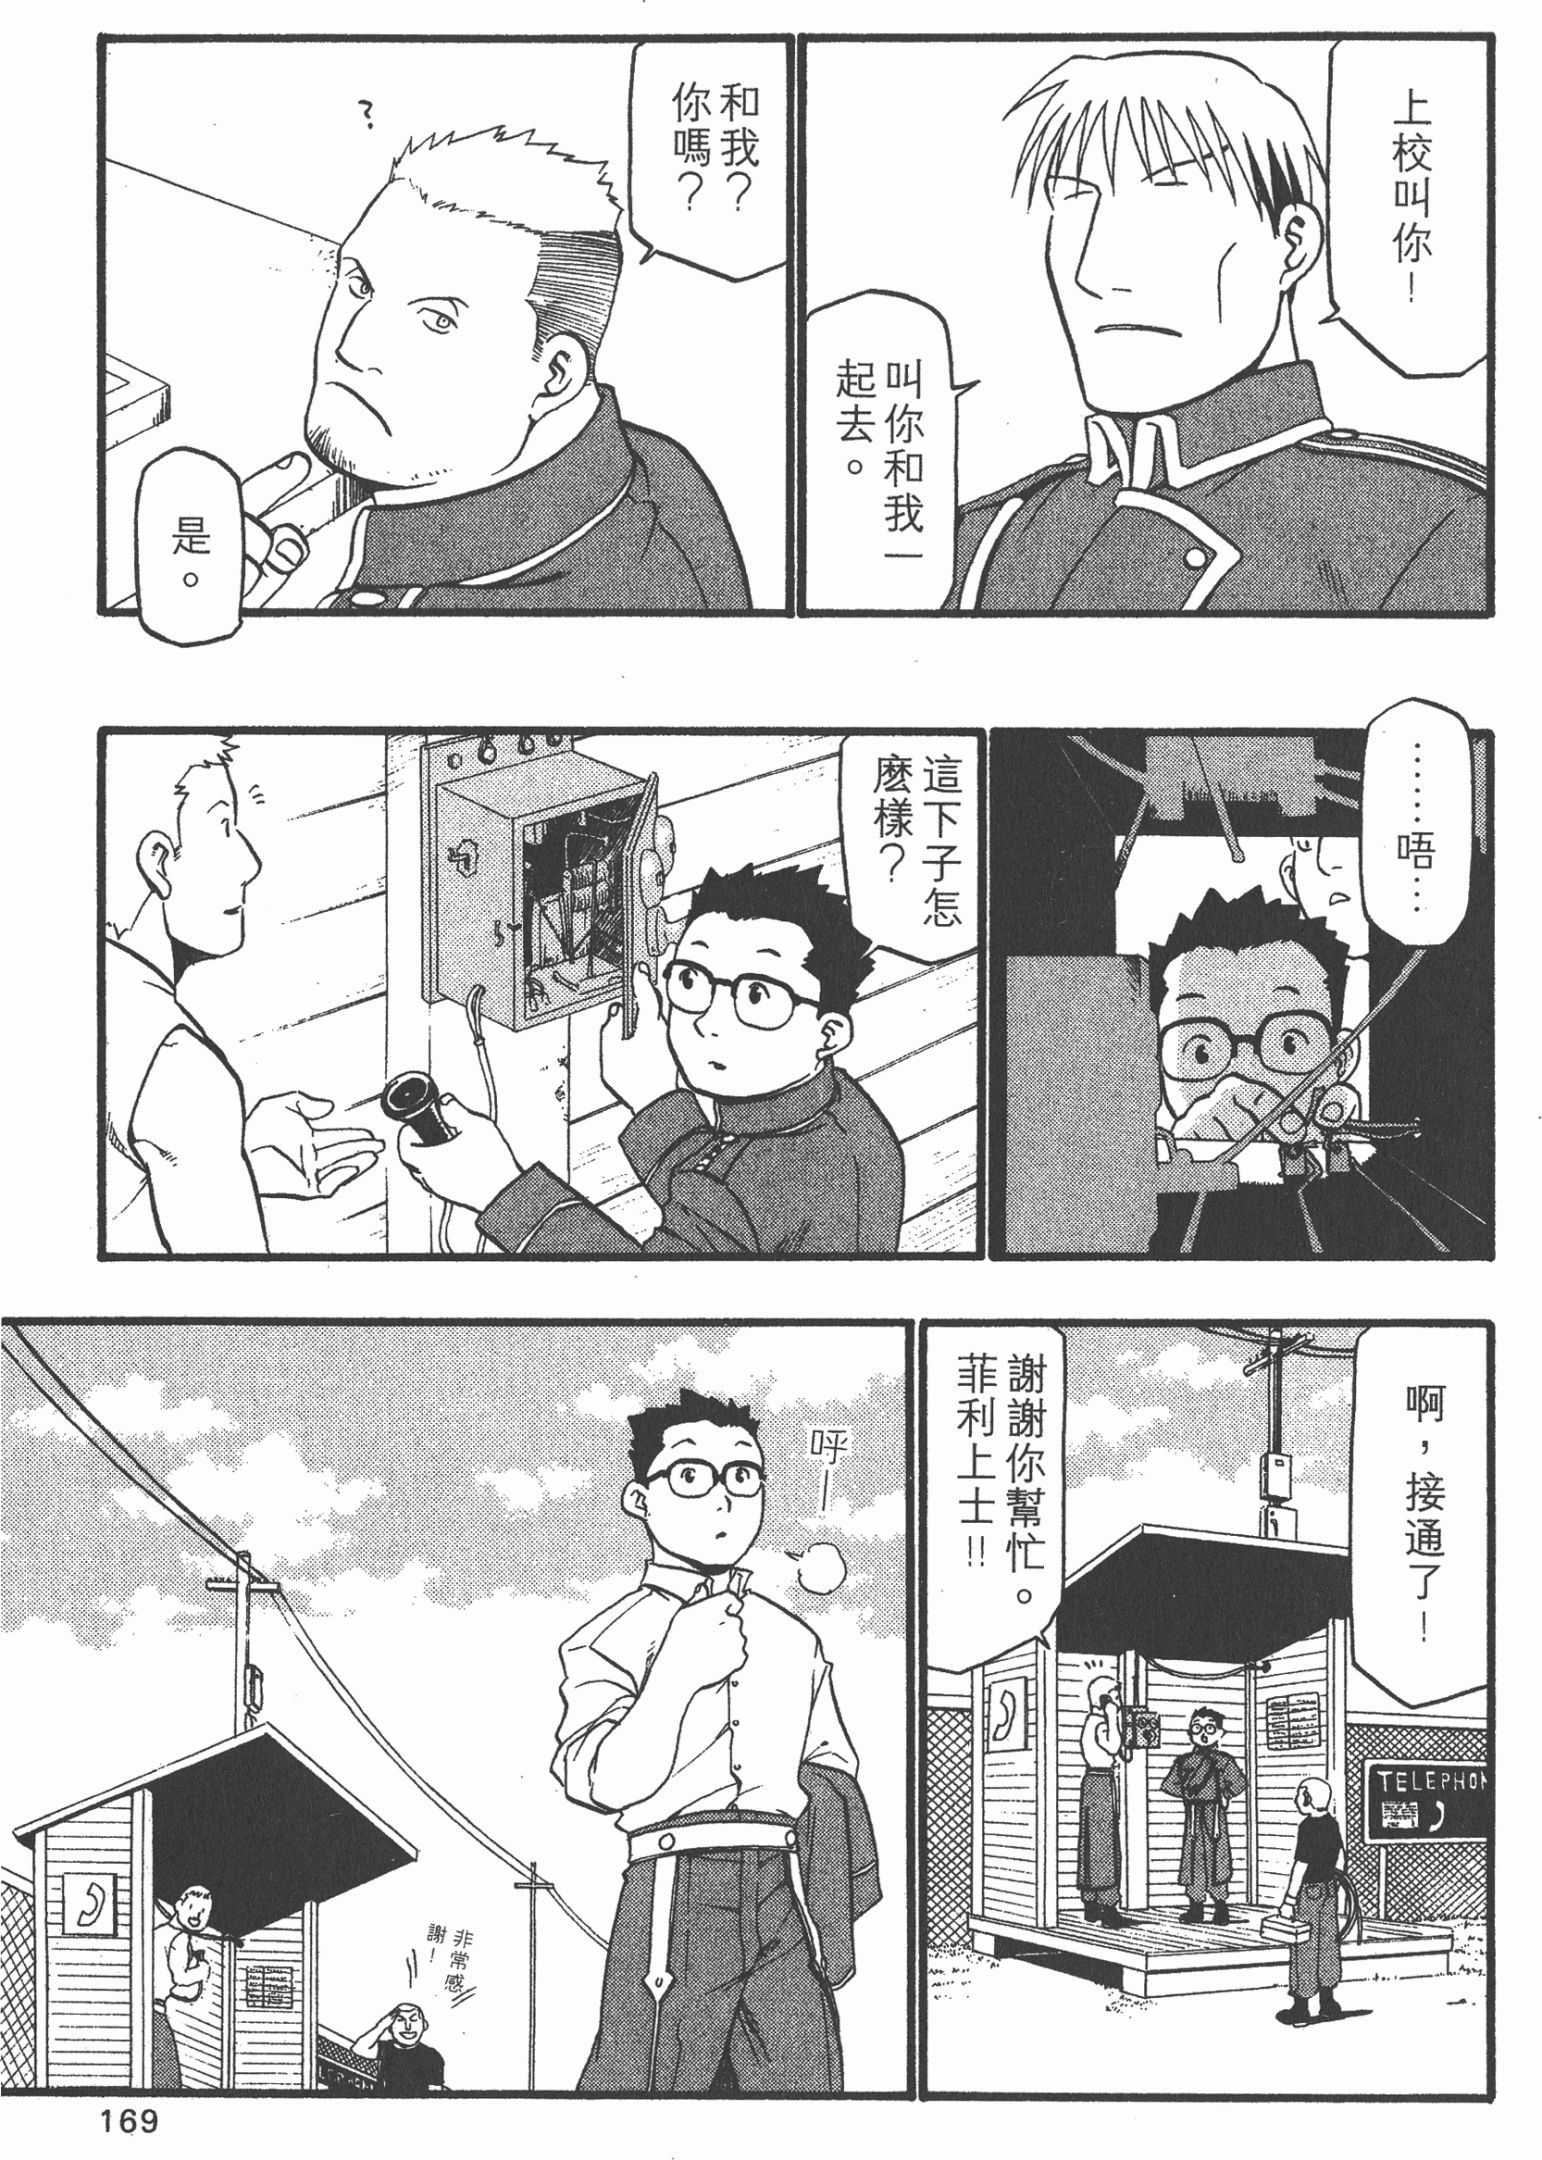 上校叫你！
叫你和我一
起去。
和我？
你嗎？
？
是。
………唔…
這下子怎
麼樣？
啊，接通了！
謝謝你幫忙。
菲利上士!!
TELEPHON
呼—
非常感
謝！
169